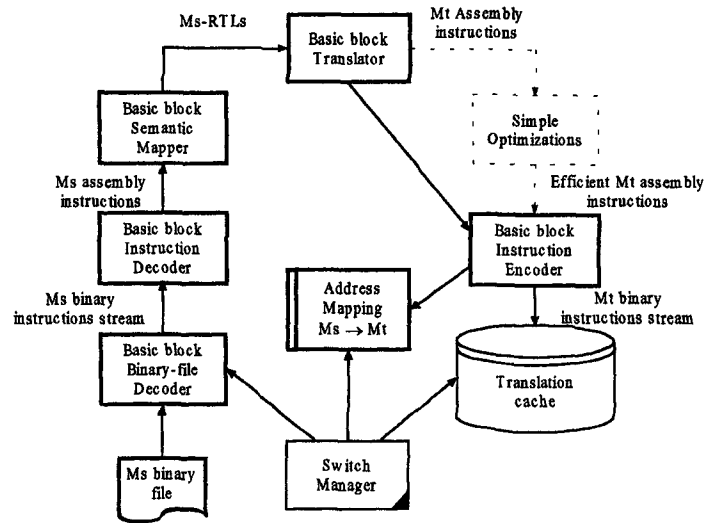 Ms-RTLs
Basic block
Translator
Mt Assembly
instructions
Basic block
Semantic
Mapper
Simple
Optimizations
Ms assembly
instructions
Efficient Mt assembly
instructions
Basic block
Instruction
Decoder
Basic block
Instruction
Encoder
Address
Mapping
Ms → Mt
Ms binary
instructions stream
Mt binary
instructions stream
Basic block
Binary-file
Decoder
Translation
cache
Ms binary
file
Switch
Manager